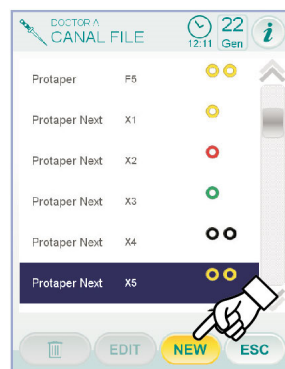 DOCTOR A
CANAL FILE
12:11
22
Gen
i
Protaper F5
Protaper Next X1
Protaper Next X2
Protaper Next X3
Protaper Next X4
Protaper Next X5
EDIT NEW ESC